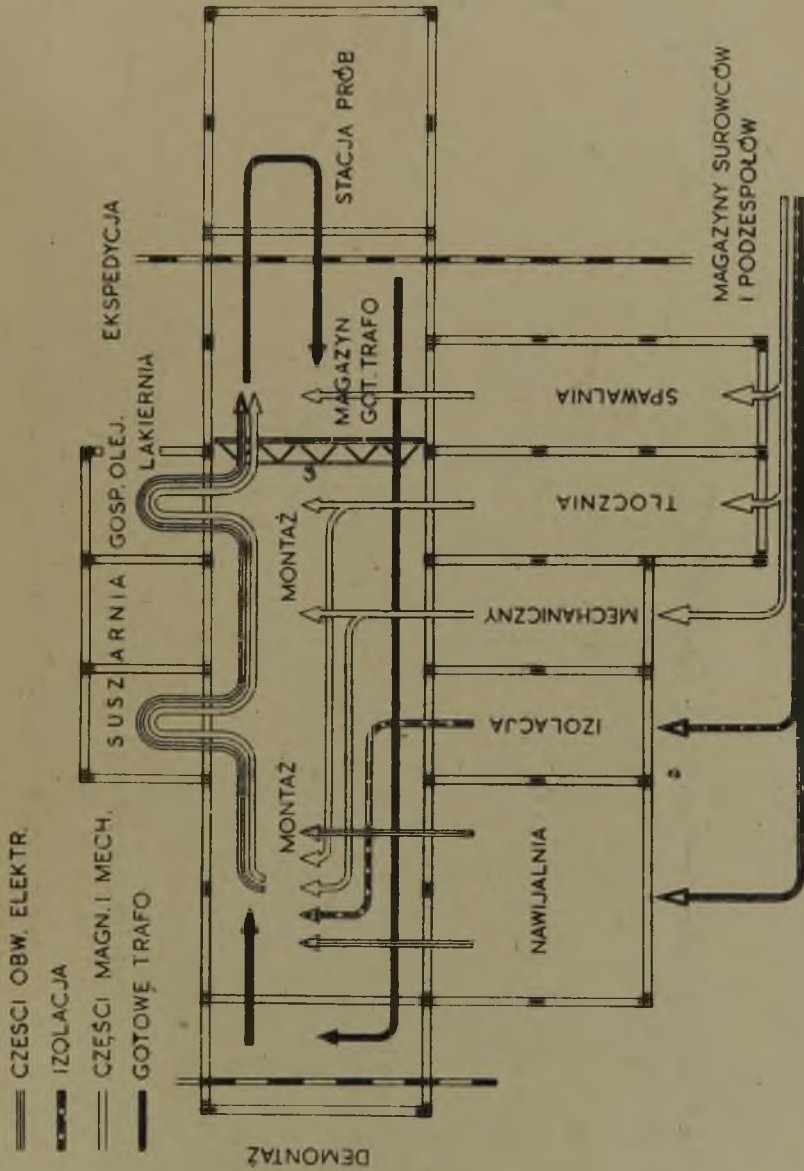 CZESCI OBW. ELEKTR.
IZOLACJA
CZĘŚCI MAGN. I MECH.
GOTOWE TRAFO
SUSZARNIA
GOSP. OLEJ.
LAKIERNIA
EKSPEDYCJA
DEMONTAŻ
MONTAŻ
MONTAŻ
MAGAZYN
GOT. TRAFO
STACJA PRÓB
NAWIJALNIA
IZOLACJA
MECHANICZNY
TŁOCZNIA
SPAWALNIA
MAGAZYNY SUROWCÓW
I PODZESPOŁÓW